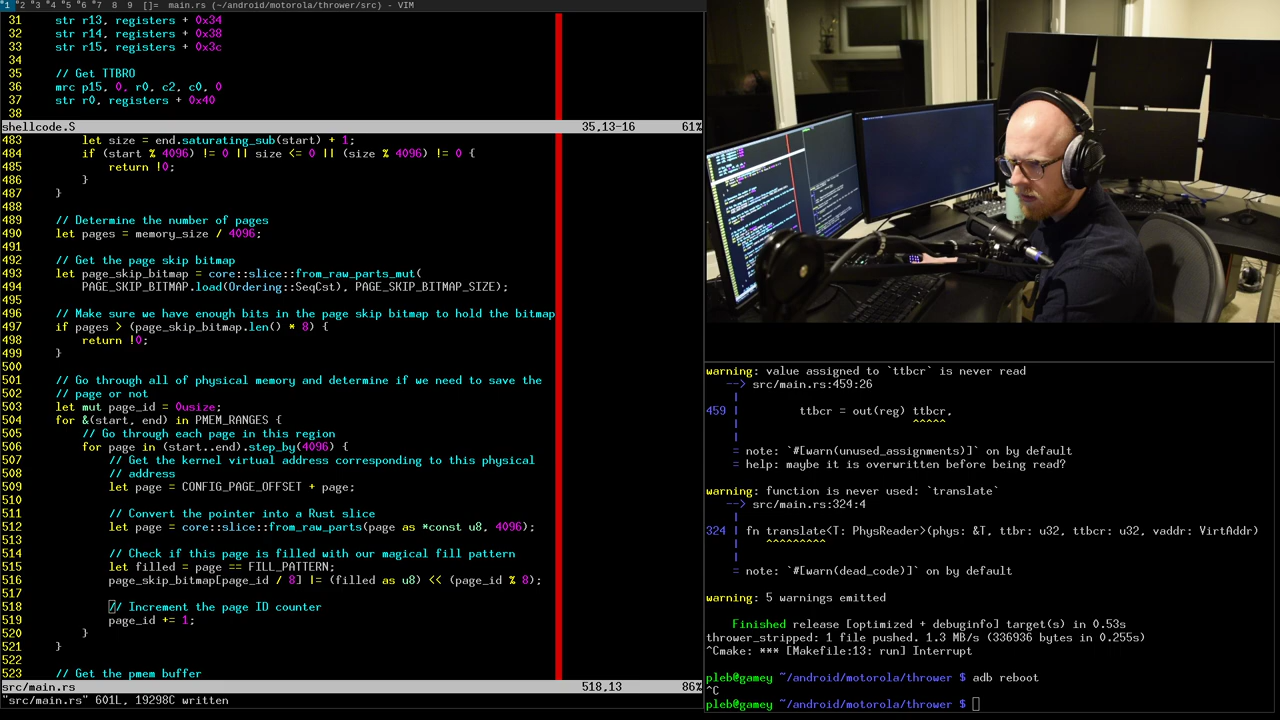 1 2 3 4 5 6 7 8 9 []= main.rs (~/android/motorola/thrower/src) - VIM
31 str r13, registers + 0x34
32 str r14, registers + 0x38
33 str r15, registers + 0x3c
34
35 // Get TTBR0
36 mrc p15, 0, r0, c2, c0, 0
37 str r0, registers + 0x40
38
shellcode.S 35,13-16 61%
483 let size = end.saturating_sub(start) + 1;
484 if (start % 4096) != 0 || size <= 0 || (size % 4096) != 0 {
485 return !0;
486 }
487 }
488
489 // Determine the number of pages
490 let pages = memory_size / 4096;
491
492 // Get the page skip bitmap
493 let page_skip_bitmap = core::slice::from_raw_parts_mut(
494 PAGE_SKIP_BITMAP.load(Ordering::SeqCst), PAGE_SKIP_BITMAP_SIZE);
495
496 // Make sure we have enough bits in the page skip bitmap to hold the bitmap
497 if pages > (page_skip_bitmap.len() * 8) {
498 return !0;
499 }
500
501 // Go through all of physical memory and determine if we need to save the
502 // page or not
503 let mut page_id = 0usize;
504 for &(start, end) in PMEM_RANGES {
505 // Go through each page in this region
506 for page in (start..end).step_by(4096) {
507 // Get the kernel virtual address corresponding to this physical
508 // address
509 let page = CONFIG_PAGE_OFFSET + page;
510
511 // Convert the pointer into a Rust slice
512 let page = core::slice::from_raw_parts(page as *const u8, 4096);
513
514 // Check if this page is filled with our magical fill pattern
515 let filled = page == FILL_PATTERN;
516 page_skip_bitmap[page_id / 8] |= (filled as u8) << (page_id % 8);
517
518 // Increment the page ID counter
519 page_id += 1;
520 }
521 }
522
523 // Get the pmem buffer
src/main.rs 518,13 86%
"src/main.rs" 601L, 19298C written
warning: value assigned to `ttbcr` is never read
--> src/main.rs:459:26
|
459 | ttbcr = out(reg) ttbcr,
| ^^^^^
|
= note: `#[warn(unused_assignments)]` on by default
= help: maybe it is overwritten before being read?
warning: function is never used: `translate`
--> src/main.rs:324:4
|
324 | fn translate<T: PhysReader>(phys: &T, ttbr: u32, ttbcr: u32, vaddr: VirtAddr)
| ^^^^^^^^^
|
= note: `#[warn(dead_code)]` on by default
warning: 5 warnings emitted
Finished release [optimized + debuginfo] target(s) in 0.53s
thrower_stripped: 1 file pushed. 1.3 MB/s (336936 bytes in 0.255s)
^Cmake: *** [Makefile:13: run] Interrupt
pleb@gamey ~/android/motorola/thrower $ adb reboot
^C
pleb@gamey ~/android/motorola/thrower $